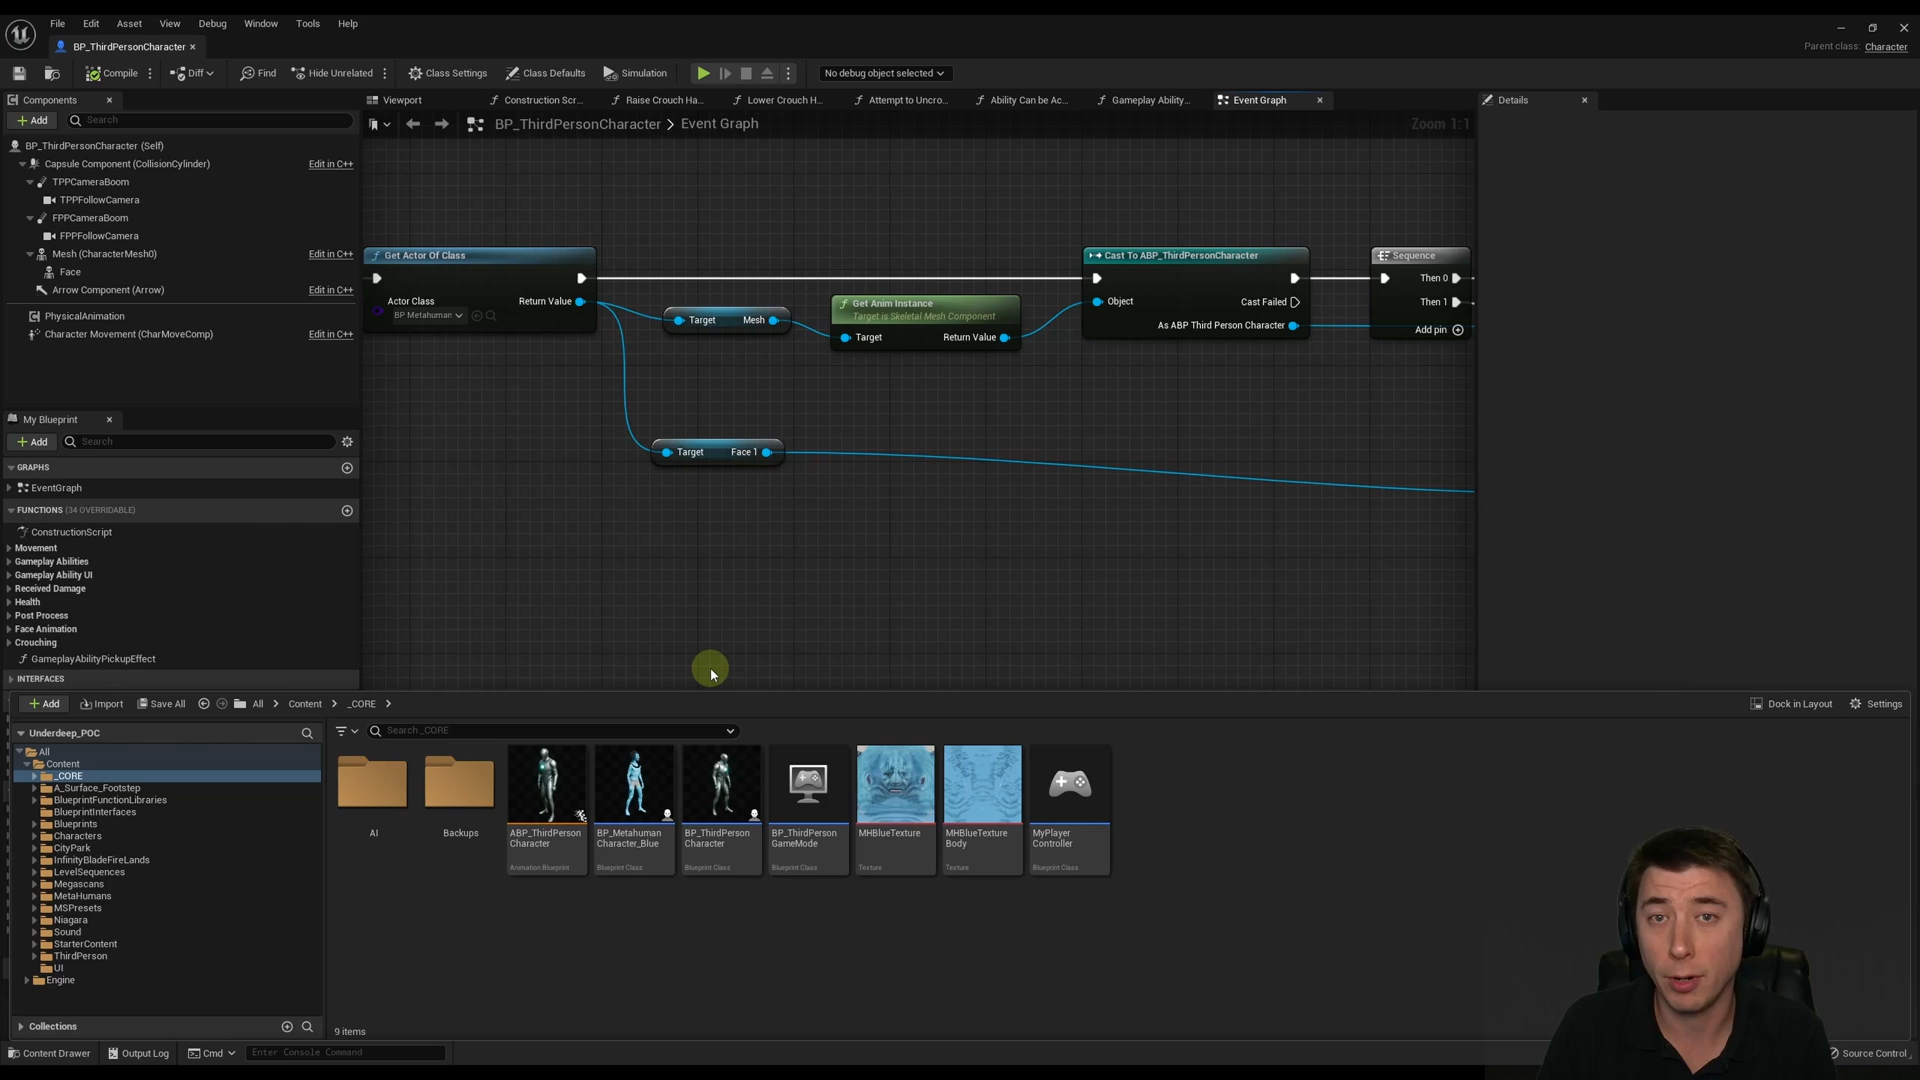 File Edit Asset View Debug Window Tools Help
BP_ThirdPersonCharacter
Parent class: Character
Compile Diff Find Hide Unrelated Class Settings Class Defaults Simulation No debug object selected
Components
Viewport Construction Scr... Raise Crouch Ha... Lower Crouch H... Attempt to Uncro... Ability Can be Ac... Gameplay Ability... Event Graph
Details
+ Add Search
BP_ThirdPersonCharacter > Event Graph
Zoom 1:1
BP_ThirdPersonCharacter (Self)
Capsule Component (CollisionCylinder) Edit in C++
TPPCameraBoom
TPPFollowCamera
FPPCameraBoom
FPPFollowCamera
Mesh (CharacterMesh0) Edit in C++
Face
Arrow Component (Arrow) Edit in C++
PhysicalAnimation
Character Movement (CharMoveComp) Edit in C++
Get Actor Of Class
Actor Class Return Value
BP Metahuman
Target Mesh
Get Anim Instance
Target is Skeletal Mesh Component
Target Return Value
Cast To ABP_ThirdPersonCharacter
Object Cast Failed
As ABP Third Person Character
Sequence
Then 0
Then 1
Add pin
Target Face 1
My Blueprint
+ Add Search
GRAPHS
EventGraph
FUNCTIONS (34 OVERRIDABLE)
ConstructionScript
Movement
Gameplay Abilities
Gameplay Ability UI
Received Damage
Health
Post Process
Face Animation
Crouching
GameplayAbilityPickupEffect
INTERFACES
+ Add Import Save All All > Content > _CORE >
Dock in Layout Settings
Underdeep_POC
Search _CORE
All
Content
_CORE
A_Surface_Footstep
BlueprintFunctionLibraries
BlueprintInterfaces
Blueprints
Characters
CityPark
InfinityBladeFireLands
LevelSequences
Megascans
MetaHumans
MSPresets
Niagara
Sound
StarterContent
ThirdPerson
UI
Engine
Collections
AI
Backups
ABP_ThirdPerson
Character
Animation Blueprint
BP_Metahuman
Character_Blue
Blueprint Class
BP_ThirdPerson
Character
Blueprint Class
BP_ThirdPerson
GameMode
Blueprint Class
MHBlueTexture
Texture
MHBlueTexture
Body
Texture
MyPlayer
Controller
Blueprint Class
9 items
Content Drawer Output Log Cmd Enter Console Command
Source Control